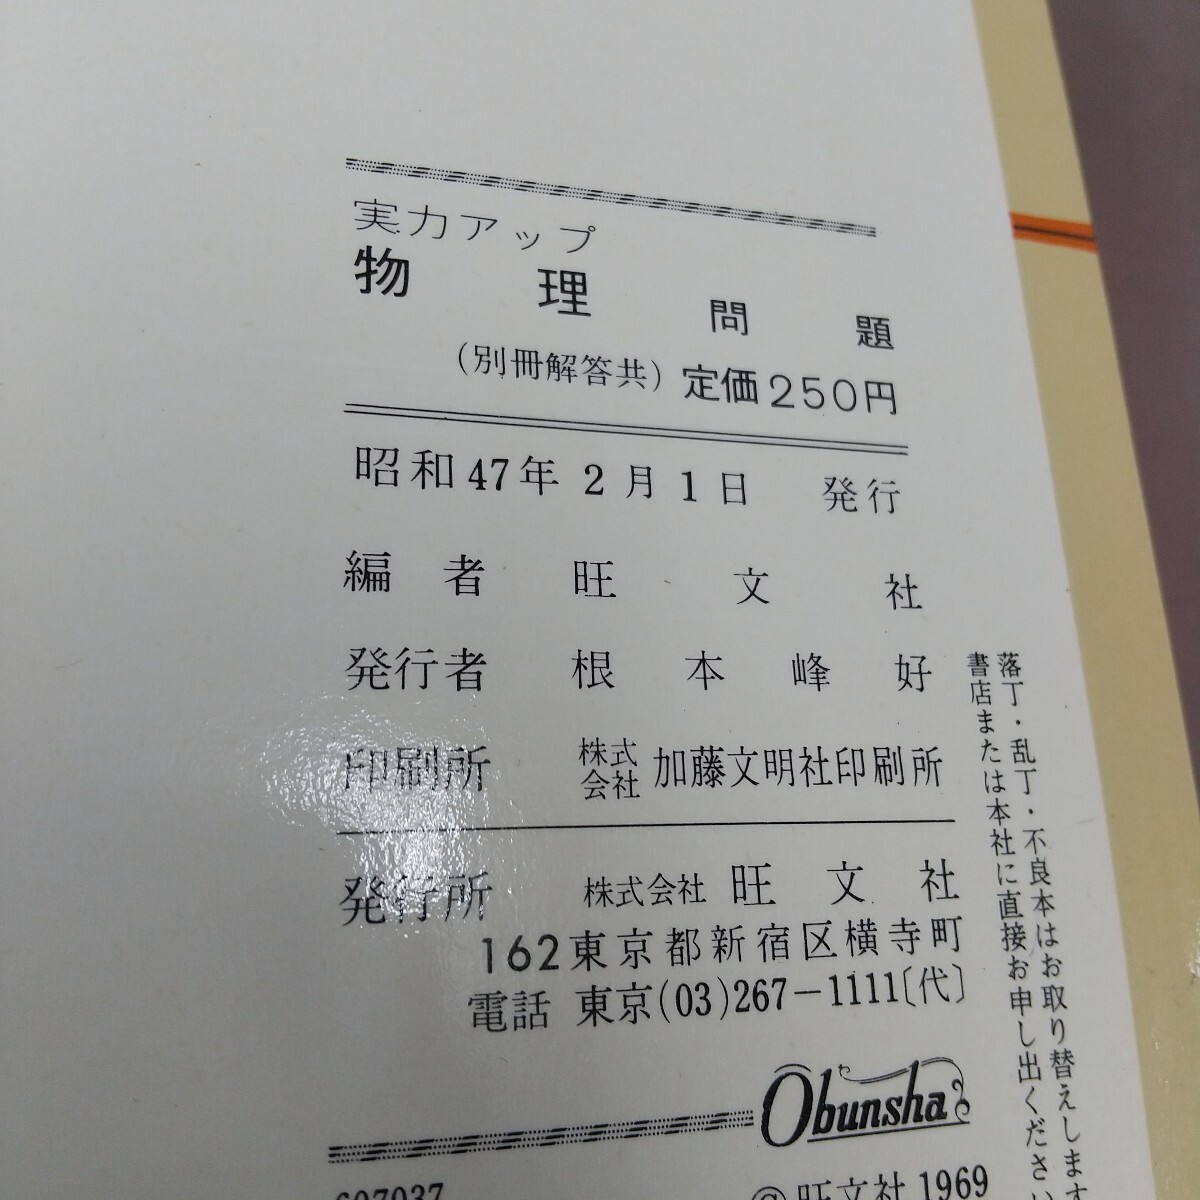 実力アップ
物理問題
(別冊解答共) 定価250円
昭和47年2月1日 発行
編者 旺文社
発行者 根本峰好
印刷所 株式会社 加藤文明社印刷所
発行所 株式会社 旺文社
162東京都新宿区横寺町
電話 東京(03)267-1111〔代〕
Obunsha
©旺文社 1969
607037
落丁・乱丁・不良本はお取り替えします
書店または本社に直接お申し出くださ